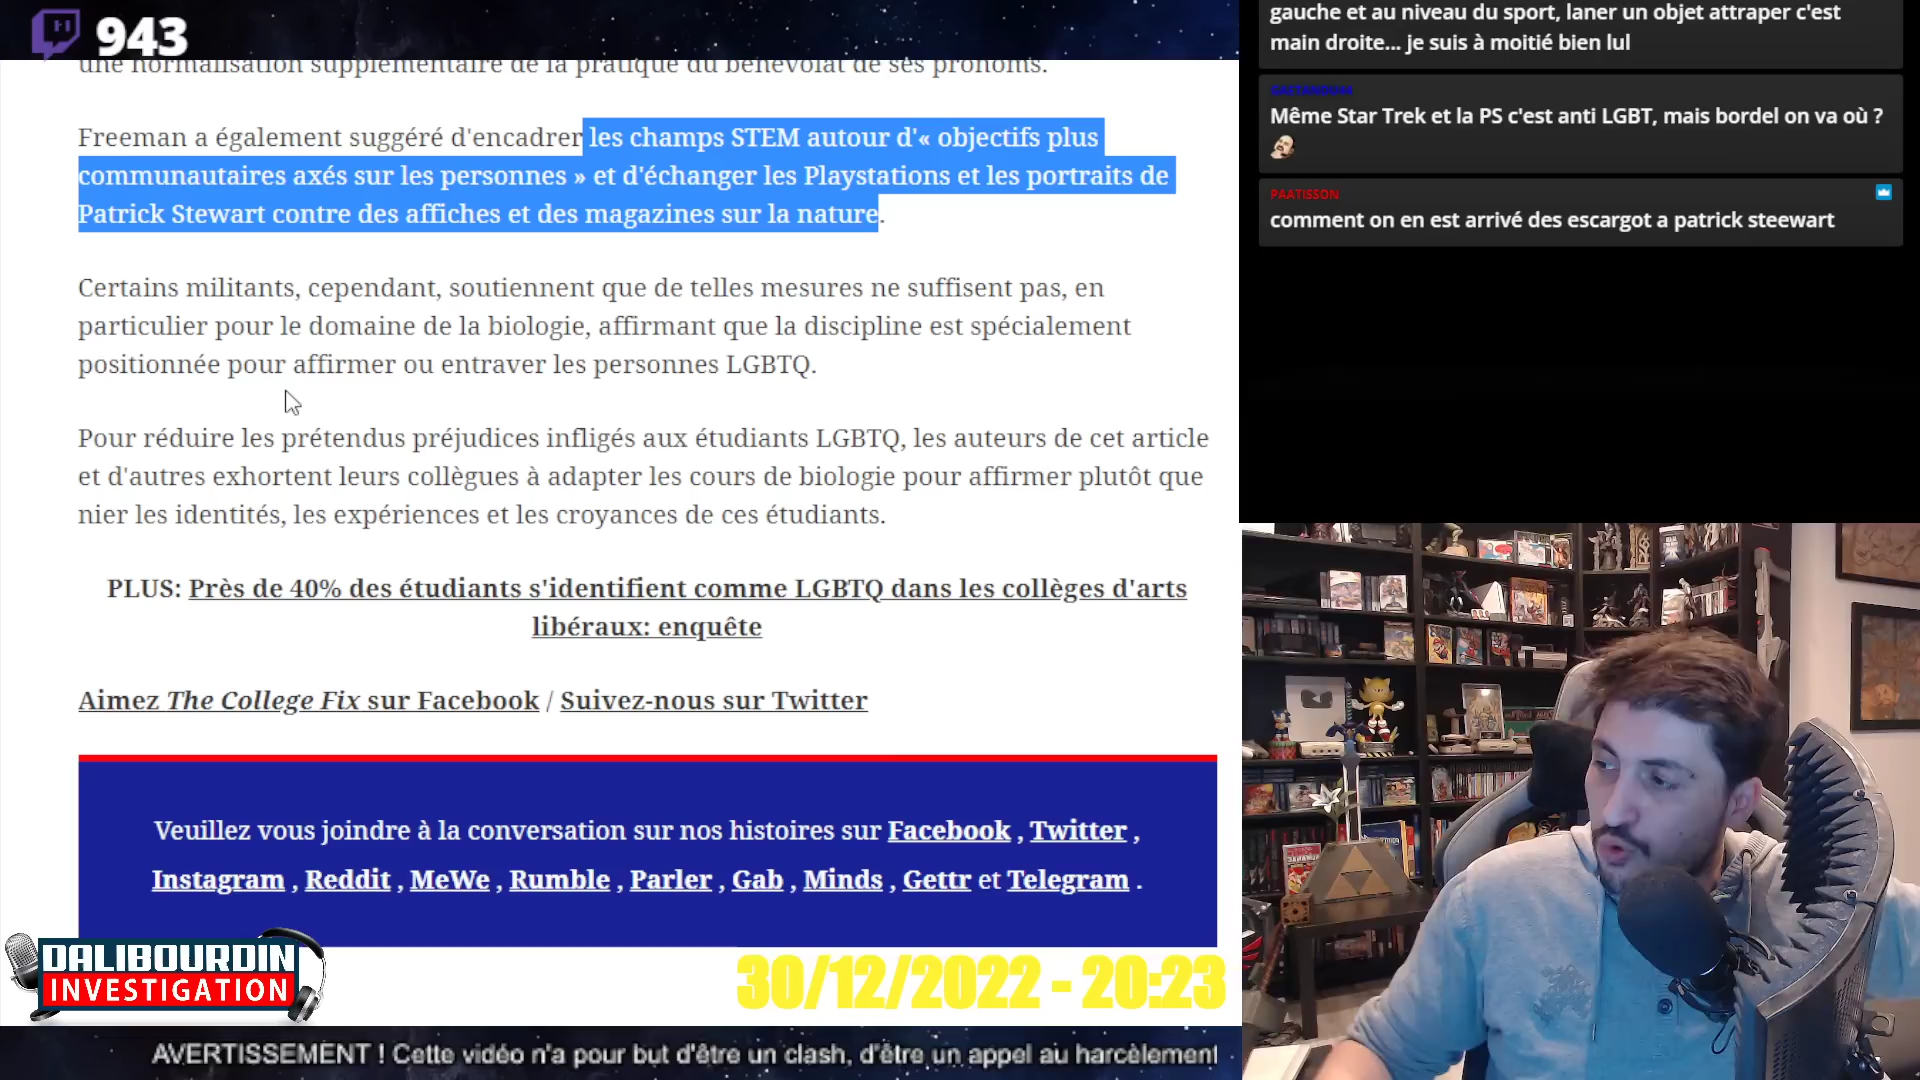 943
une normalisation supplémentaire de la pratique du bénévolat de ses pronoms.
Freeman a également suggéré d'encadrer les champs STEM autour d'« objectifs plus
communautaires axés sur les personnes » et d'échanger les Playstations et les portraits de
Patrick Stewart contre des affiches et des magazines sur la nature.
Certains militants, cependant, soutiennent que de telles mesures ne suffisent pas, en
particulier pour le domaine de la biologie, affirmant que la discipline est spécialement
positionnée pour affirmer ou entraver les personnes LGBTQ.
Pour réduire les prétendus préjudices infligés aux étudiants LGBTQ, les auteurs de cet article
et d'autres exhortent leurs collègues à adapter les cours de biologie pour affirmer plutôt que
nier les identités, les expériences et les croyances de ces étudiants.
PLUS: Près de 40% des étudiants s'identifient comme LGBTQ dans les collèges d'arts
libéraux: enquête
Aimez The College Fix sur Facebook / Suivez-nous sur Twitter
Veuillez vous joindre à la conversation sur nos histoires sur Facebook , Twitter ,
Instagram , Reddit , MeWe , Rumble , Parler , Gab , Minds , Gettr et Telegram .
DALIBOURDIN
INVESTIGATION
30/12/2022 - 20:23
AVERTISSEMENT ! Cette vidéo n'a pour but d'être un clash, d'être un appel au harcèlement
gauche et au niveau du sport, laner un objet attraper c'est
main droite... je suis à moitié bien lul
Même Star Trek et la PS c'est anti LGBT, mais bordel on va où ?
PAATISSON
comment on en est arrivé des escargot a patrick steewart